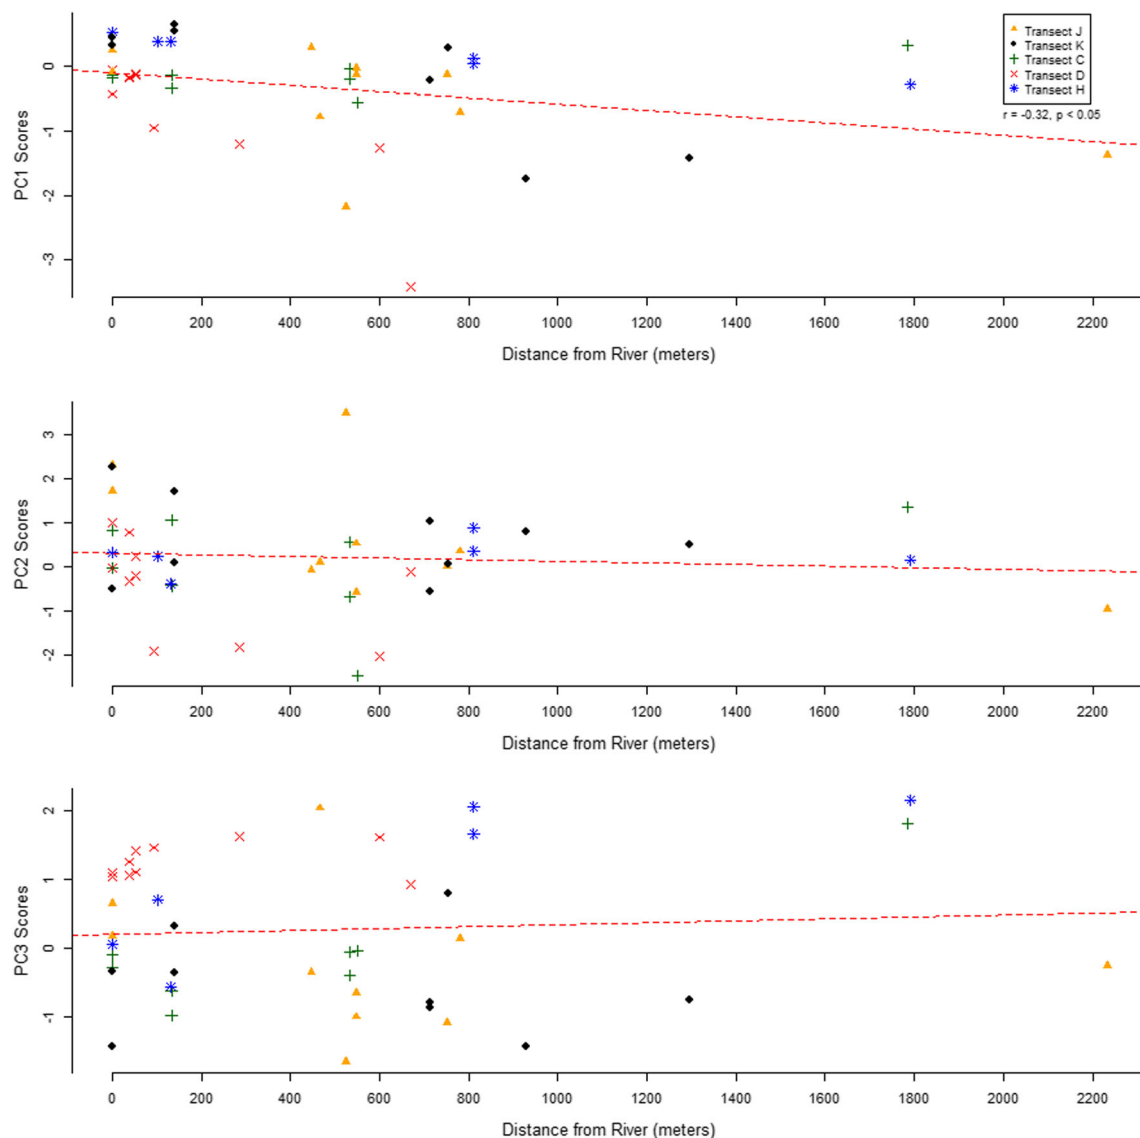 Transect J
Transect K
Transect C
Transect D
Transect H
r = -0.32, p < 0.05
PC1 Scores
0
-1
-2
-3
0 200 400 600 800 1000 1200 1400 1600 1800 2000 2200
Distance from River (meters)
PC2 Scores
3
2
1
0
-1
-2
0 200 400 600 800 1000 1200 1400 1600 1800 2000 2200
Distance from River (meters)
PC3 Scores
2
1
0
-1
0 200 400 600 800 1000 1200 1400 1600 1800 2000 2200
Distance from River (meters)